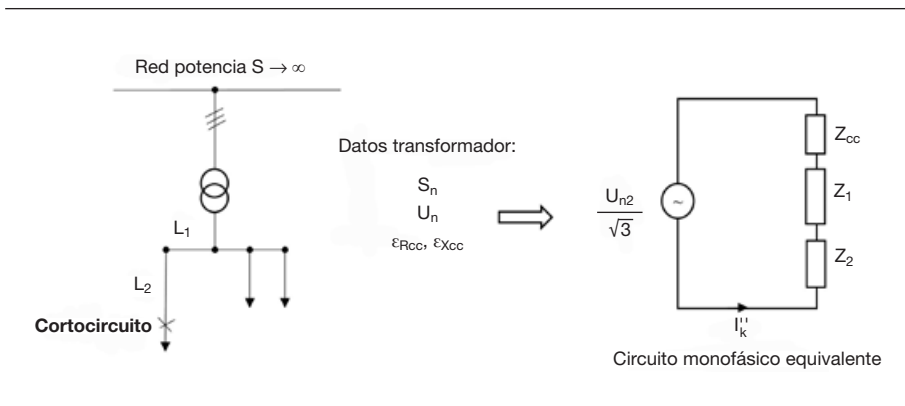 Red potencia S → ∞
Datos transformador:
Sn
Un
εRcc, εXcc
L1
L2
Cortocircuito
Un2
√3
~
Zcc
Z1
Z2
I''k
Circuito monofásico equivalente